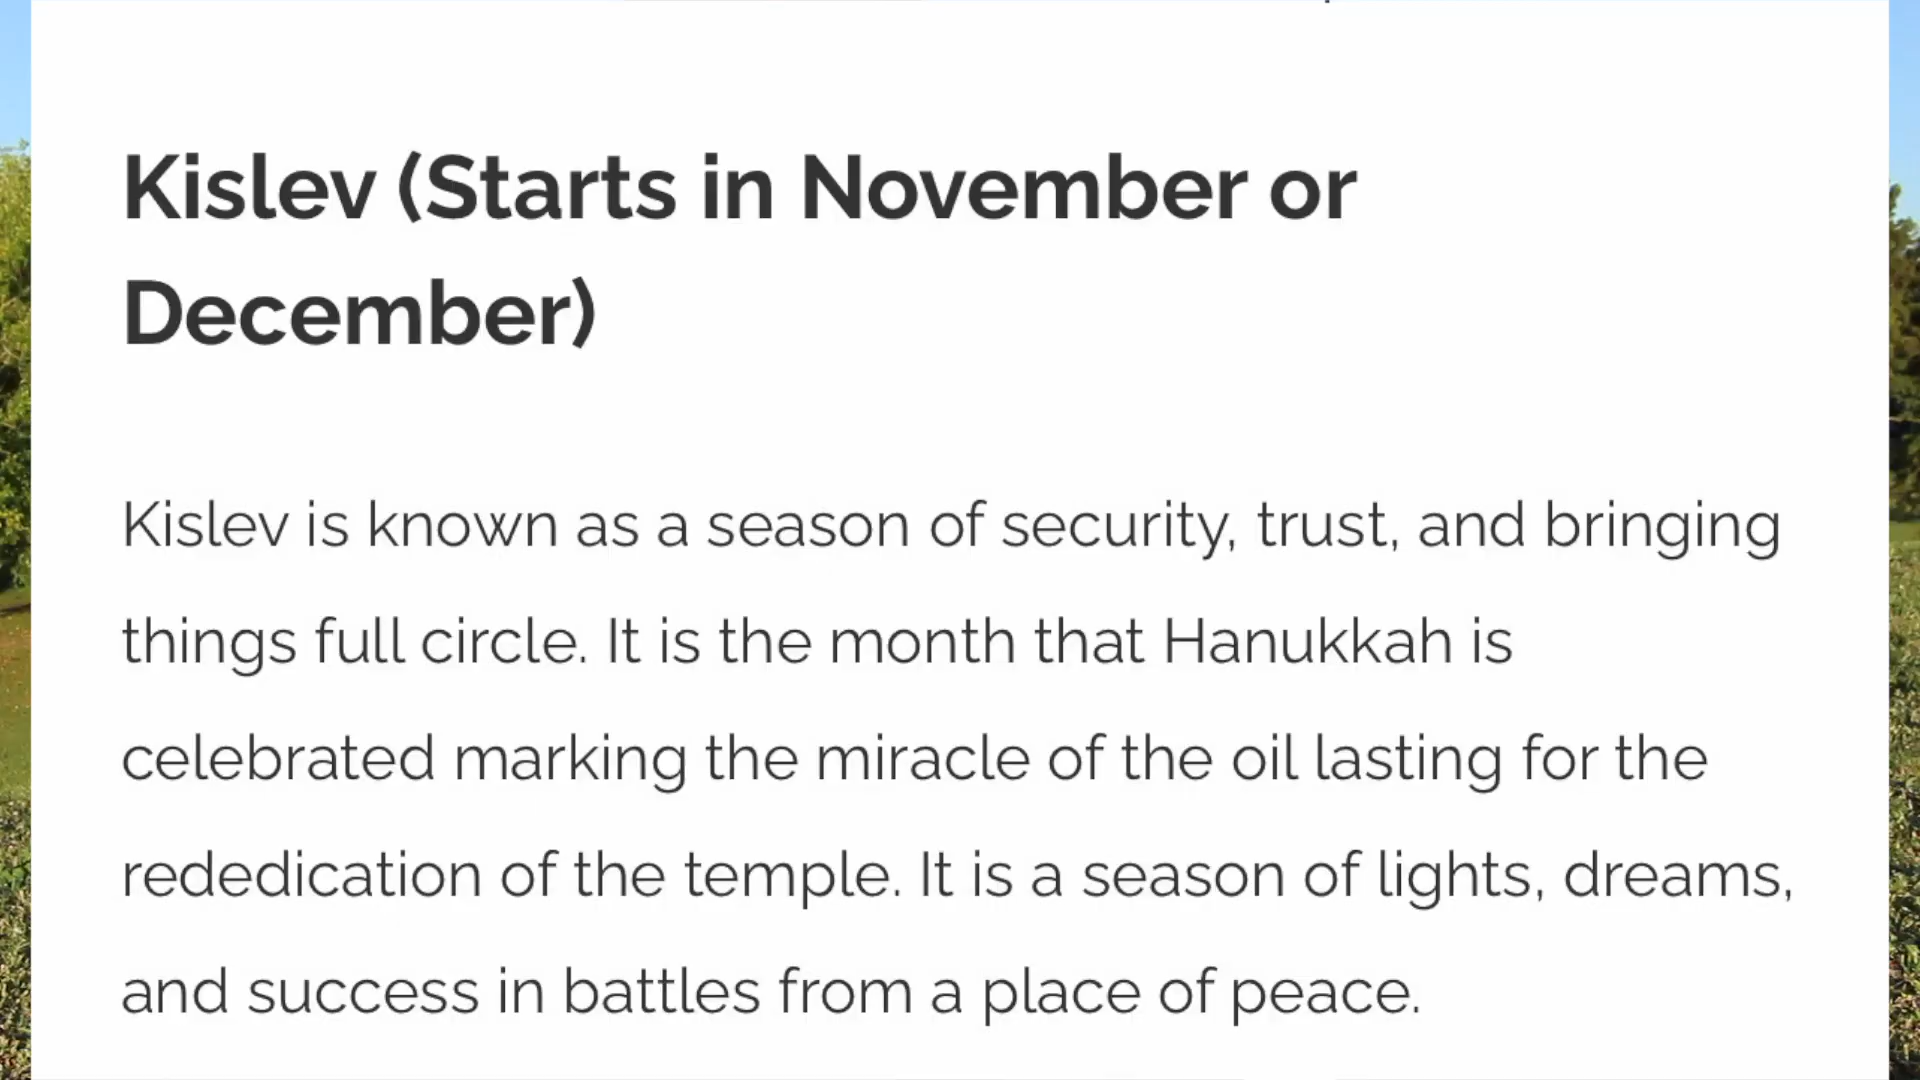 Kislev (Starts in November or
December)
Kislev is known as a season of security, trust, and bringing
things full circle. It is the month that Hanukkah is
celebrated marking the miracle of the oil lasting for the
rededication of the temple. It is a season of lights, dreams,
and success in battles from a place of peace.